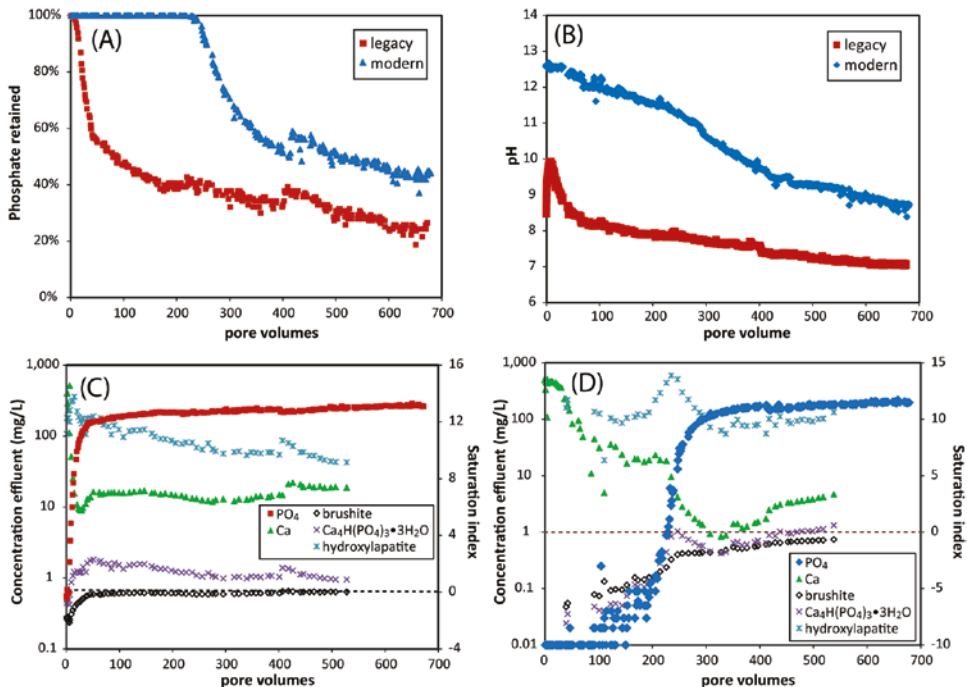 (A)
100%
80%
60%
40%
20%
0%
Phosphate retained
legacy
modern
0 100 200 300 400 500 600 700
pore volumes
(B)
14
13
12
11
10
9
8
7
6
pH
legacy
modern
0 100 200 300 400 500 600 700
pore volume
(C)
1,000
100
10
1
0.1
Concentration effluent (mg/L)
16
12
8
4
0
-4
Saturation index
PO₄
brushite
Ca
Ca₄H(PO₄)₃•3H₂O
hydroxylapatite
0 100 200 300 400 500 600 700
pore volumes
(D)
1,000
100
10
1
0.1
0.01
Concentration effluent (mg/L)
15
10
5
0
-5
-10
Saturation index
PO₄
Ca
brushite
Ca₄H(PO₄)₃•3H₂O
hydroxylapatite
0 100 200 300 400 500 600 700
pore volumes